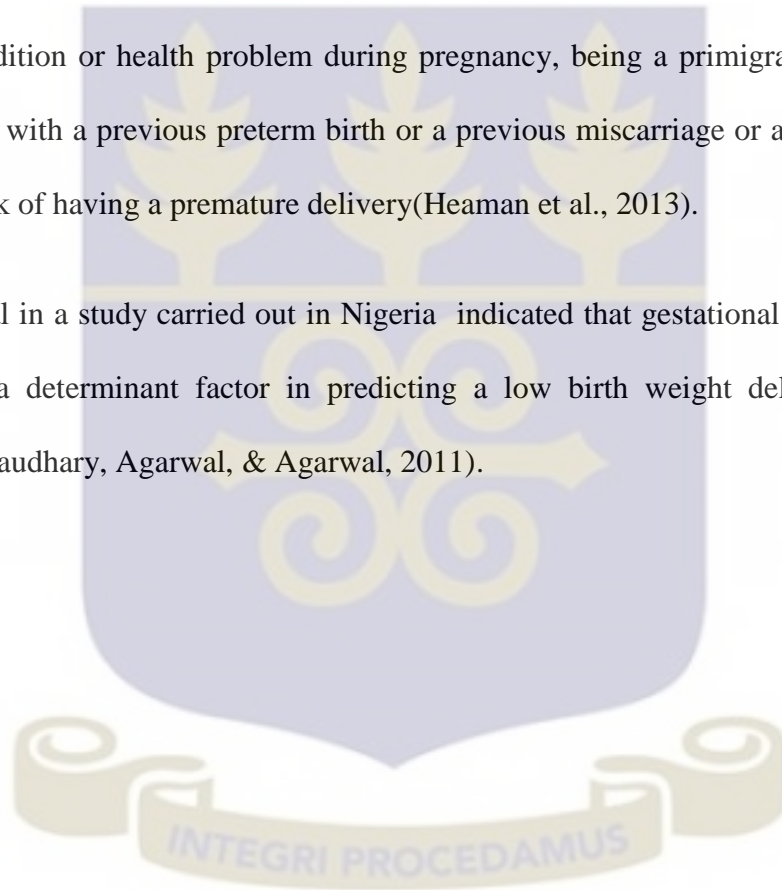 dition or health problem during pregnancy, being a primigra
with a previous preterm birth or a previous miscarriage or a
k of having a premature delivery(Heaman et al., 2013).
l in a study carried out in Nigeria indicated that gestational
a determinant factor in predicting a low birth weight del
audhary, Agarwal, & Agarwal, 2011).
INTEGRI PROCEDAMUS